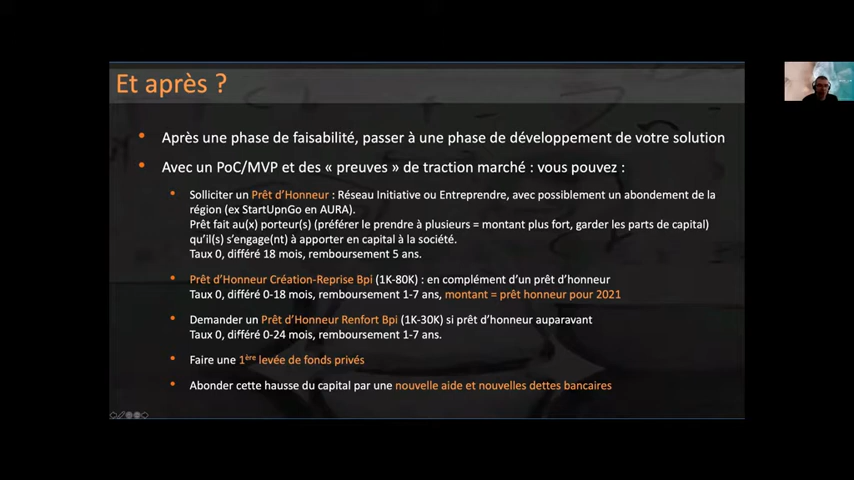 Et après ?
• Après une phase de faisabilité, passer à une phase de développement de votre solution
• Avec un PoC/MVP et des « preuves » de traction marché : vous pouvez :
• Solliciter un Prêt d'Honneur : Réseau Initiative ou Entreprendre, avec possiblement un abondement de la
région (ex StartUpnGo en AURA).
Prêt fait au(x) porteur(s) (préférer le prendre à plusieurs = montant plus fort, garder les parts de capital)
qu'il(s) s'engage(nt) à apporter en capital à la société.
Taux 0, différé 18 mois, remboursement 5 ans.
• Prêt d'Honneur Création-Reprise Bpi (1K-80K) : en complément d'un prêt d'honneur
Taux 0, différé 0-18 mois, remboursement 1-7 ans, montant = prêt honneur pour 2021
• Demander un Prêt d'Honneur Renfort Bpi (1K-30K) si prêt d'honneur auparavant
Taux 0, différé 0-24 mois, remboursement 1-7 ans.
• Faire une 1ère levée de fonds privés
• Abonder cette hausse du capital par une nouvelle aide et nouvelles dettes bancaires